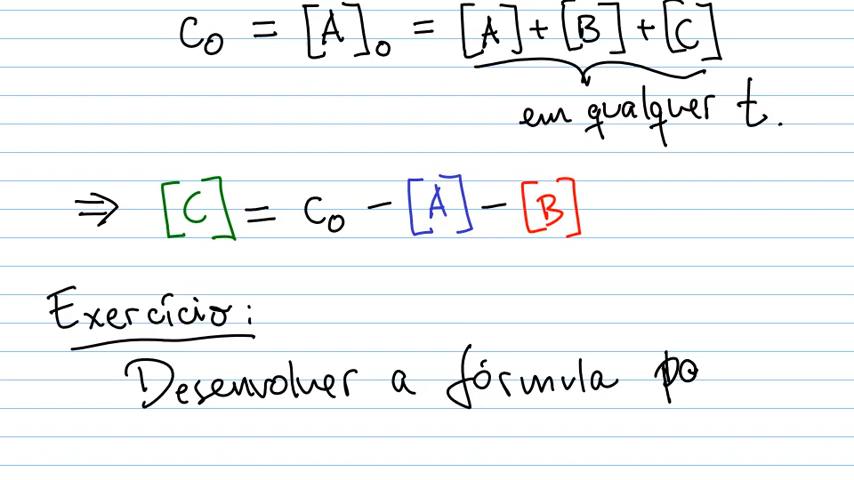 c₀ = [A]₀ = [A] + [B] + [C]
em qualquer t.
⇒ [C] = c₀ − [A] − [B]
Exercício:
Desenvolver a fórmula po